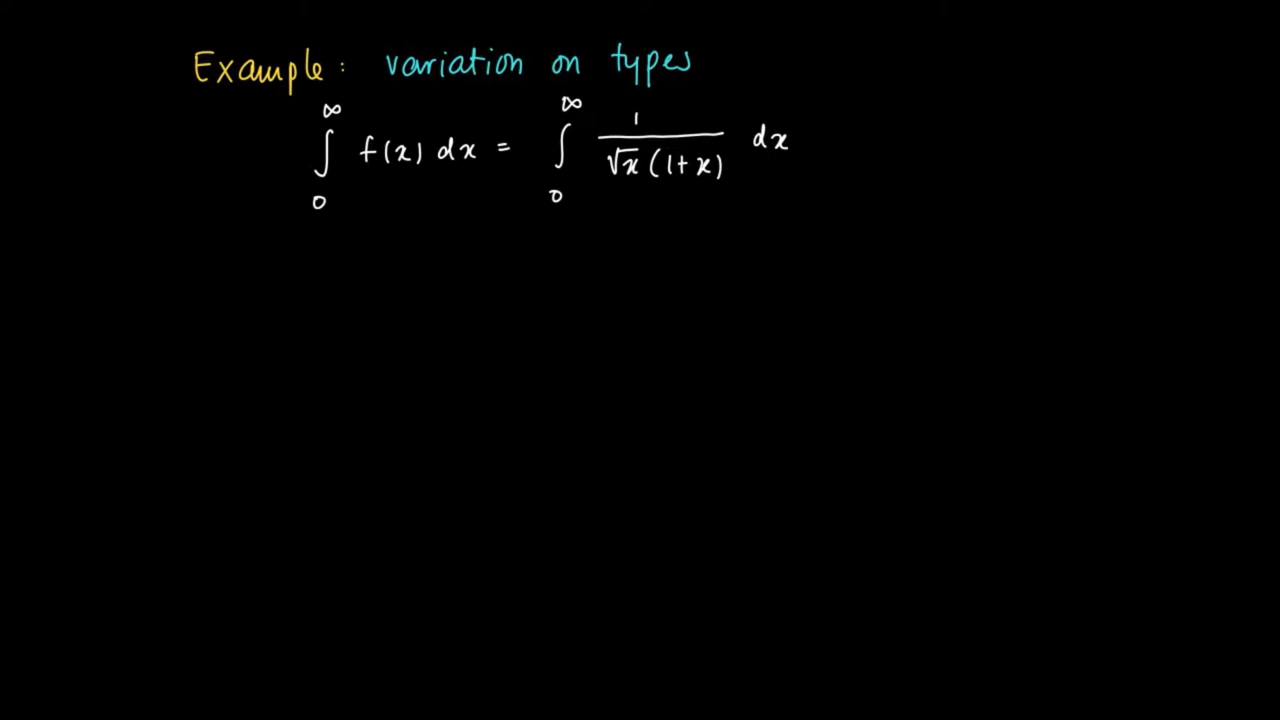 Example: variation on types
∫₀^∞ f(x) dx = ∫₀^∞ 1/(√x(1+x)) dx